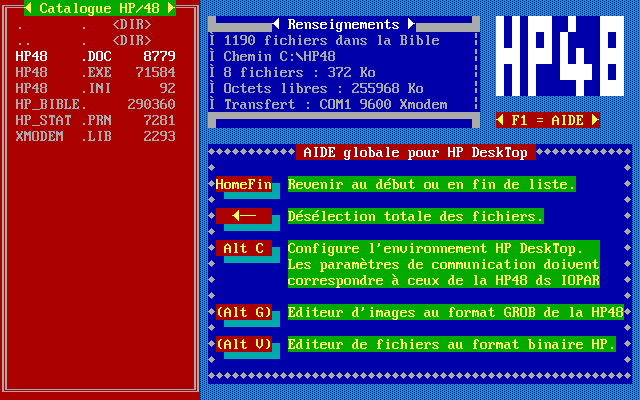 Catalogue HP/48
. . <DIR>
.. . <DIR>
HP48 .DOC 8779
HP48 .EXE 71584
HP48 .INI 92
HP_BIBLE. 290360
HP_STAT .PRN 7281
XMODEM .LIB 2293
Renseignements
1190 fichiers dans la Bible
Chemin C:\HP48
8 fichiers : 372 Ko
Octets libres : 255968 Ko
Transfert : COM1 9600 Xmodem
HP48
F1 = AIDE
AIDE globale pour HP DeskTop
HomeFin Revenir au début ou en fin de liste.
← Désélection totale des fichiers.
Alt C Configure l'environnement HP DeskTop.
Les paramètres de communication doivent
correspondre à ceux de la HP48 ds IOPAR
(Alt G) Editeur d'images au format GROB de la HP48
(Alt V) Editeur de fichiers au format binaire HP.